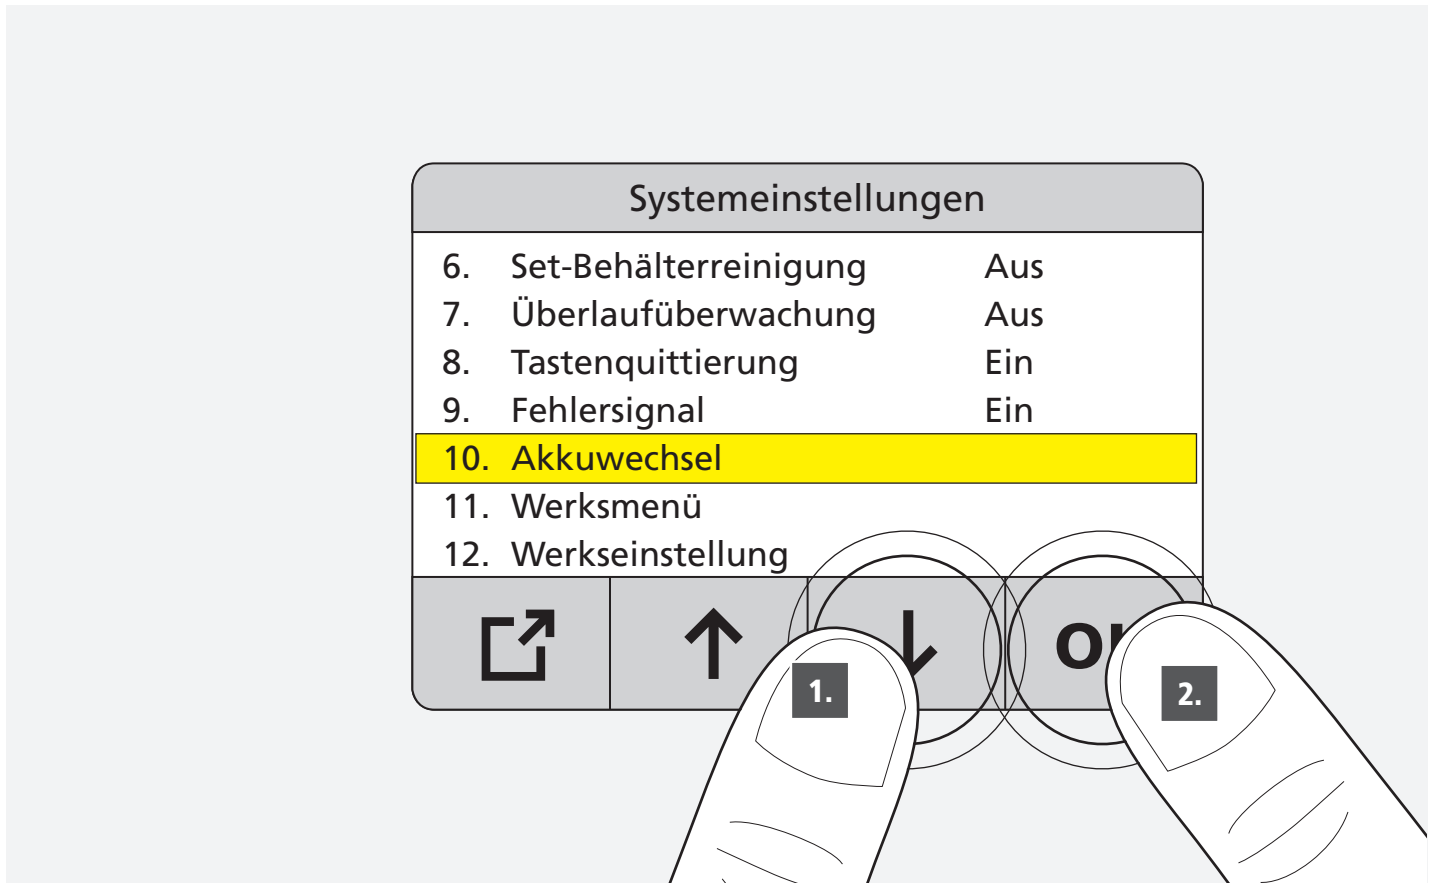 Systemeinstellungen
6. Set-Behälterreinigung Aus
7. Überlaufüberwachung Aus
8. Tastenquittierung Ein
9. Fehlersignal Ein
10. Akkuwechsel
11. Werksmenü
12. Werkseinstellung
1.
2.